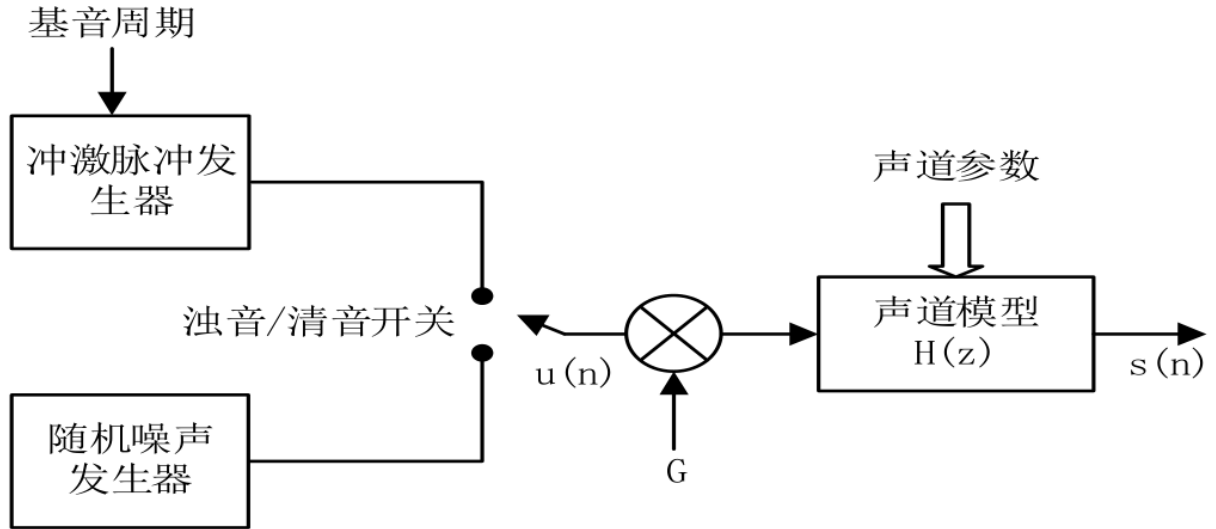 基音周期
冲激脉冲发
生器
声道参数
浊音/清音开关
u(n)
声道模型
H(z)
s(n)
随机噪声
发生器
G